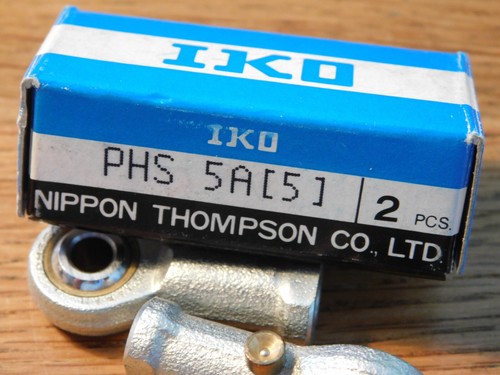 IKO
IKO
PHS 5A[5]
2 PCS.
NIPPON THOMPSON CO., LTD